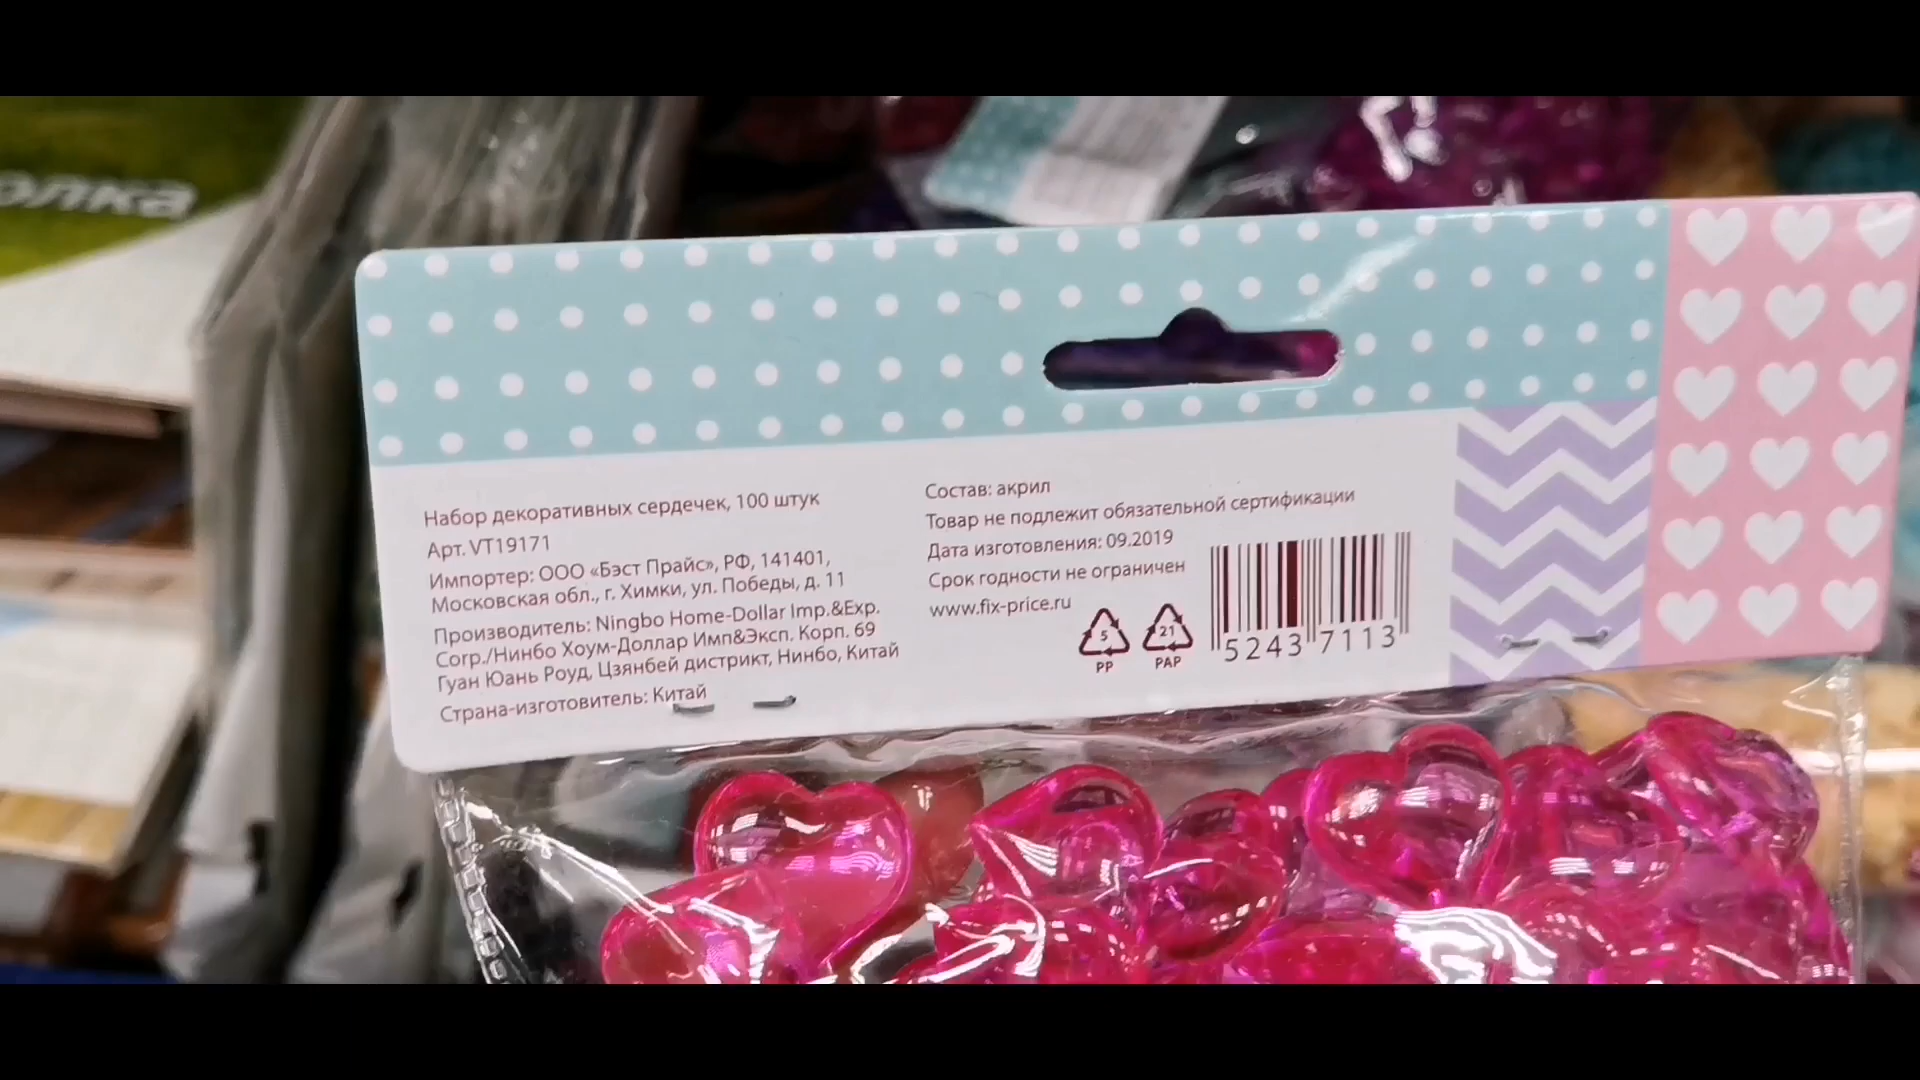 олка
Набор декоративных сердечек, 100 штук
Арт. VT19171
Импортер: ООО «Бэст Прайс», РФ, 141401,
Московская обл., г. Химки, ул. Победы, д. 11
Производитель: Ningbo Home-Dollar Imp.&Exp.
Corp./Нинбо Хоум-Доллар Имп&Эксп. Корп. 69
Гуан Юань Роуд, Цзянбей дистрикт, Нинбо, Китай
Страна-изготовитель: Китай
Состав: акрил
Товар не подлежит обязательной сертификации
Дата изготовления: 09.2019
Срок годности не ограничен
www.fix-price.ru
5
PP
21
PAP
5243 7113